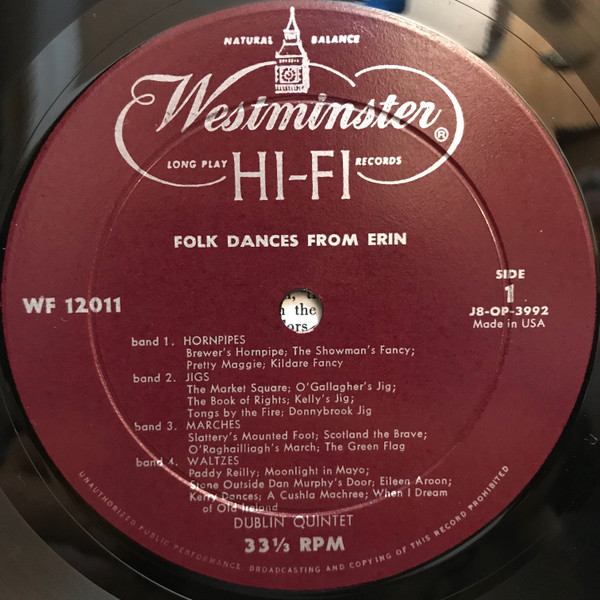 NATURAL BALANCE
Westminster®
LONG PLAY RECORDS
HI-FI
FOLK DANCES FROM ERIN
SIDE
1
WF 12011
J8-OP-3992
Made in USA
the
ors
band 1. HORNPIPES
Brewer's Hornpipe; The Showman's Fancy;
Pretty Maggie; Kildare Fancy
band 2. JIGS
The Market Square; O'Gallagher's Jig;
The Book of Rights; Kelly's Jig;
Tongs by the Fire; Donnybrook Jig
band 3. MARCHES
Slattery's Mounted Foot; Scotland the Brave;
O'Raghailliagh's March; The Green Flag
band 4. WALTZES
Paddy Reilly; Moonlight in Mayo;
Stone Outside Dan Murphy's Door; Eileen Aroon;
Kerry Dances; A Cushla Machree; When I Dream
of Old Ireland
DUBLIN QUINTET
33⅓ RPM
UNAUTHORIZED PUBLIC PERFORMANCE, BROADCASTING AND COPYING OF THIS RECORD PROHIBITED